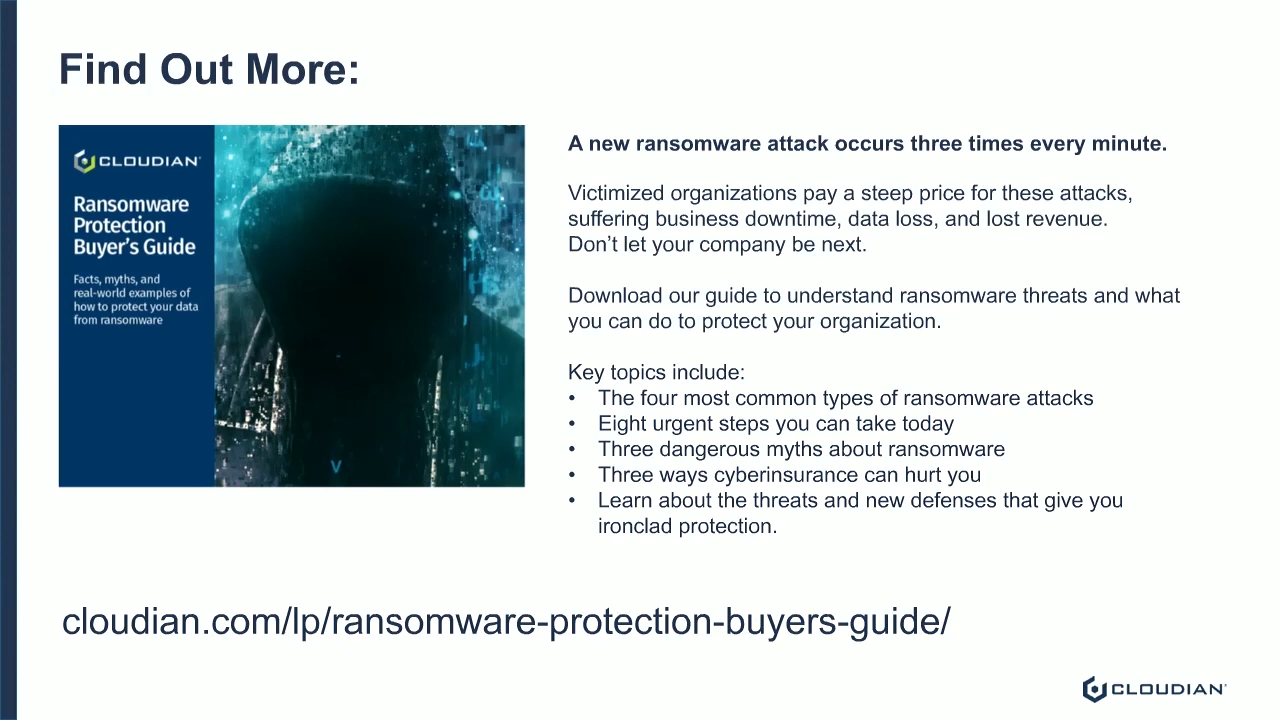 Find Out More:
CLOUDIAN
Ransomware
Protection
Buyer's Guide
Facts, myths, and
real-world examples of
how to protect your data
from ransomware
A new ransomware attack occurs three times every minute.
Victimized organizations pay a steep price for these attacks,
suffering business downtime, data loss, and lost revenue.
Don’t let your company be next.
Download our guide to understand ransomware threats and what
you can do to protect your organization.
Key topics include:
• The four most common types of ransomware attacks
• Eight urgent steps you can take today
• Three dangerous myths about ransomware
• Three ways cyberinsurance can hurt you
• Learn about the threats and new defenses that give you
ironclad protection.
cloudian.com/lp/ransomware-protection-buyers-guide/
CLOUDIAN